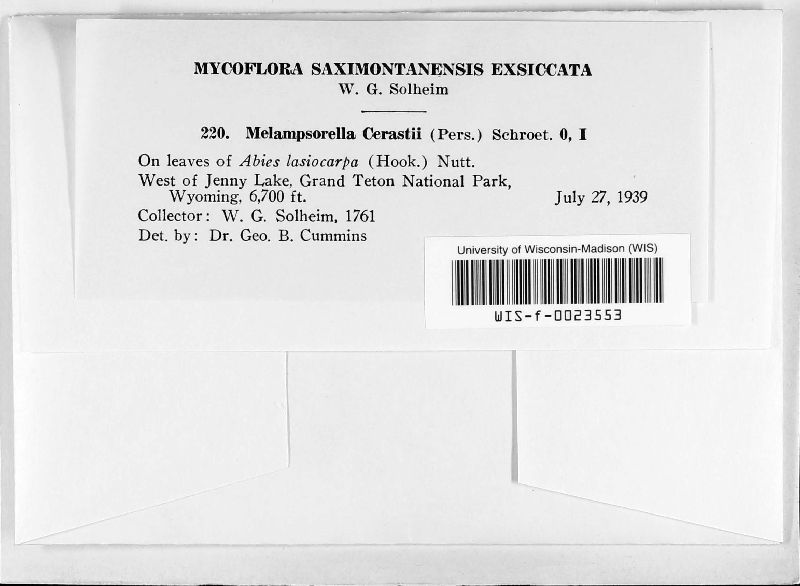 MYCOFLORA SAXIMONTANENSIS EXSICCATA
W. G. Solheim
220. Melampsorella Cerastii (Pers.) Schroet. 0, I
On leaves of Abies lasiocarpa (Hook.) Nutt.
West of Jenny Lake, Grand Teton National Park,
Wyoming, 6,700 ft. July 27, 1939
Collector: W. G. Solheim, 1761
Det. by: Dr. Geo. B. Cummins
University of Wisconsin-Madison (WIS)
WIS-f-0023553